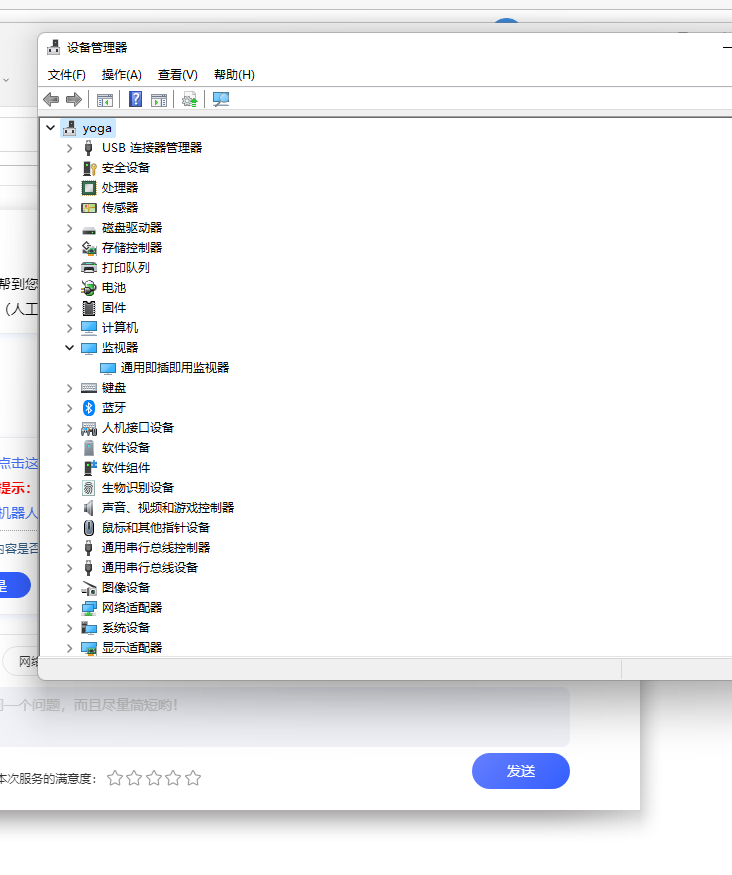 设备管理器
文件(F) 操作(A) 查看(V) 帮助(H)
yoga
USB 连接器管理器
安全设备
处理器
传感器
磁盘驱动器
存储控制器
打印队列
电池
固件
计算机
监视器
通用即插即用监视器
键盘
蓝牙
人机接口设备
软件设备
软件组件
生物识别设备
声音、视频和游戏控制器
鼠标和其他指针设备
通用串行总线控制器
通用串行总线设备
图像设备
网络适配器
系统设备
显示适配器
帮到您
（人工
点击这
提示：
机器人
内容是否
是
网络
一个问题，而且尽量简短哟！
本次服务的满意度：
发送